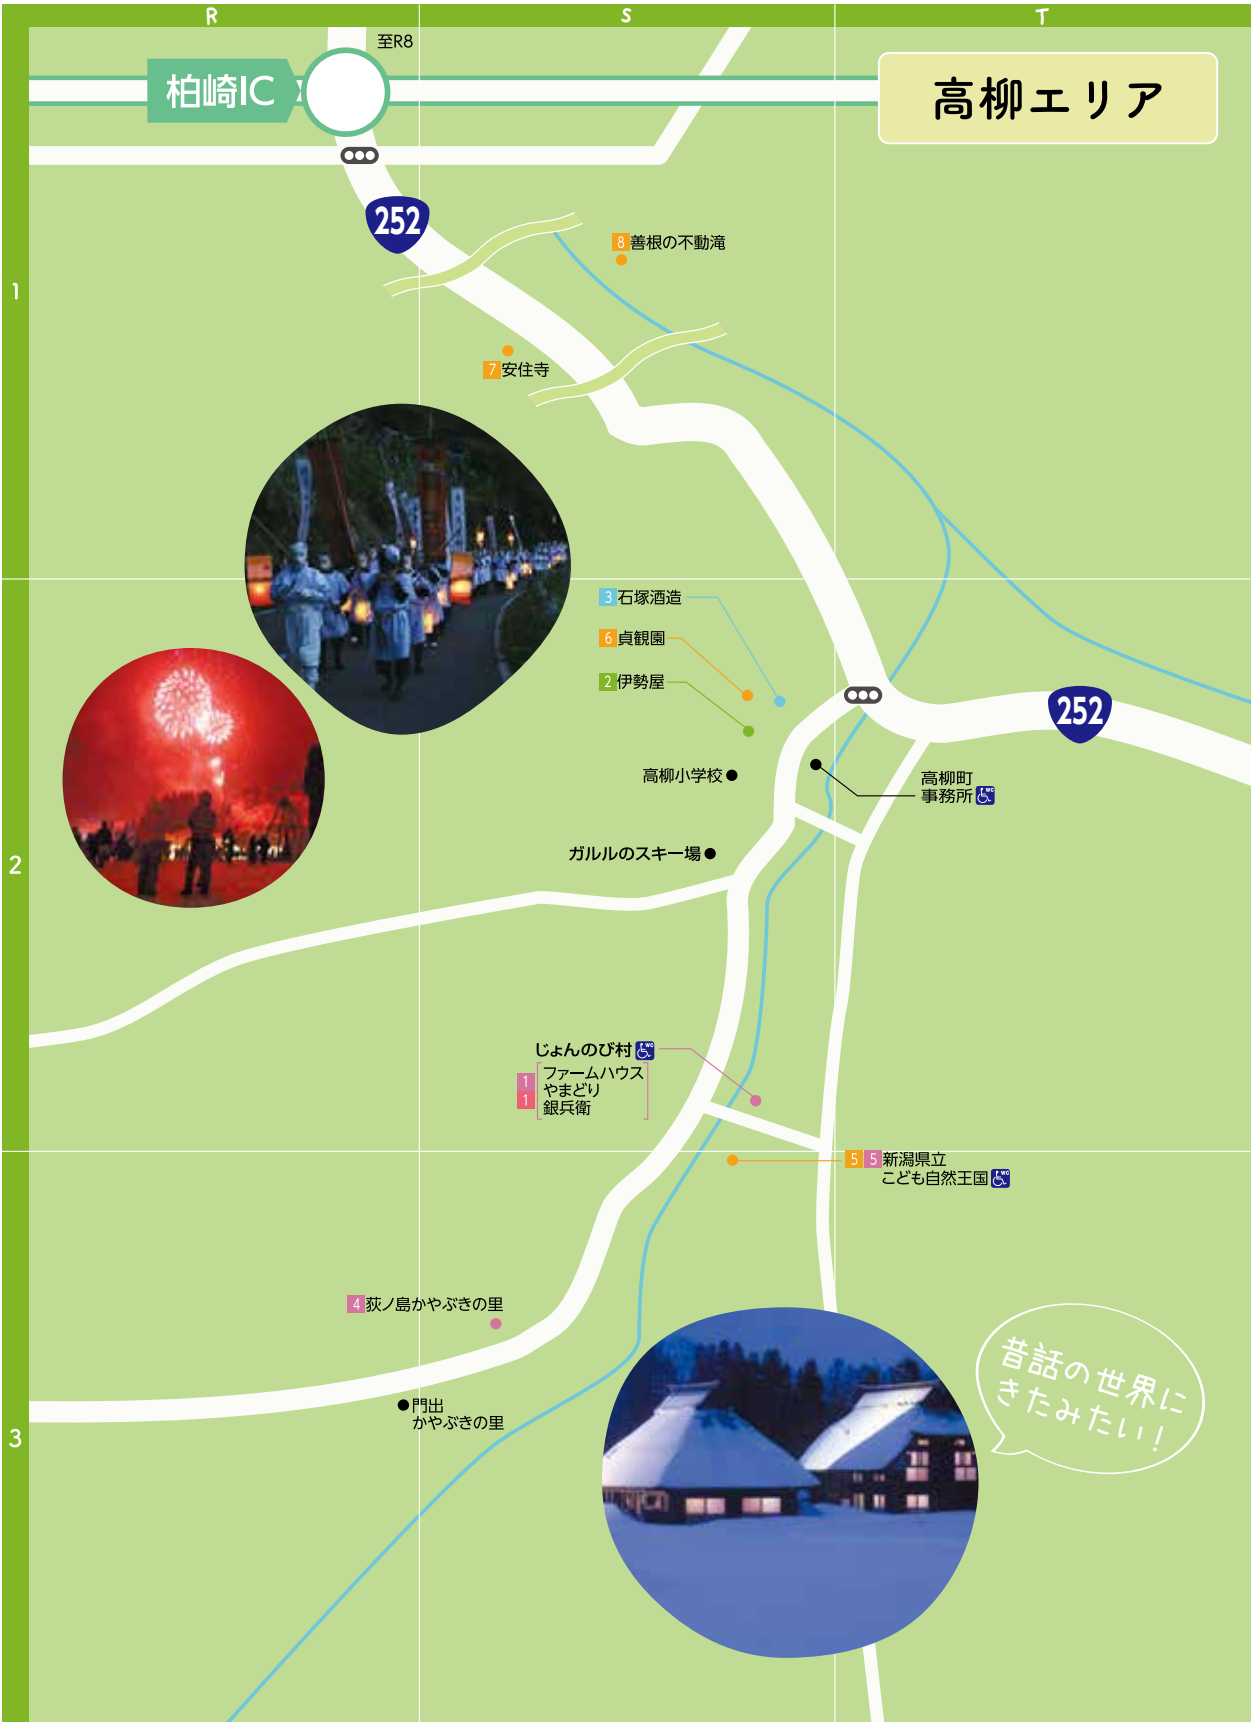 R
S
T
至R8
柏崎IC
高柳エリア
252
8 善根の不動滝
1
7 安住寺
3 石塚酒造
6 貞観園
2 伊勢屋
252
高柳小学校
高柳町
事務所
WC
ガルルのスキー場
2
じょんのび村
WC
1
1
ファームハウス
やまどり
銀兵衛
5 5 新潟県立
こども自然王国
WC
4 荻ノ島かやぶきの里
門出
かやぶきの里
3
昔話の世界に
きたみたい!